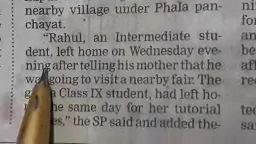 nearby village under Phala pan-
chayat.
"Rahul, an Intermediate stu-
dent, left home on Wednesday eve-
ning after telling his mother that he
was going to visit a nearby fair. The
Class IX student, had left ho-
he same day for her tutorial
es," the SP said and added the-